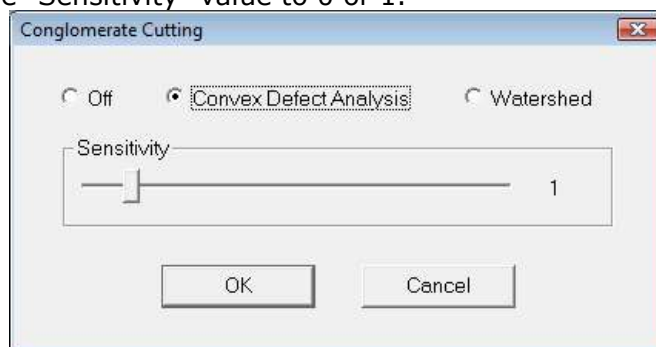 e "Sensitivity" value to 0 or 1:
Conglomerate Cutting
Off Convex Defect Analysis Watershed
Sensitivity
1
OK Cancel